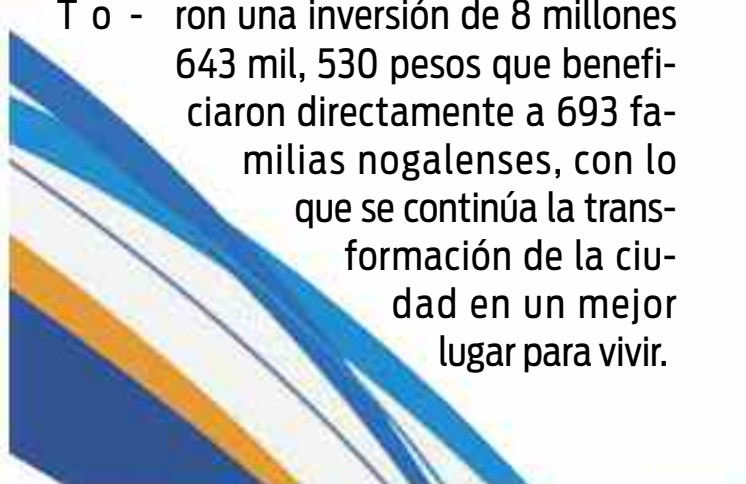 T o - ron una inversión de 8 millones
643 mil, 530 pesos que benefi-
ciaron directamente a 693 fa-
milias nogalenses, con lo
que se continúa la trans-
formación de la ciu-
dad en un mejor
lugar para vivir.